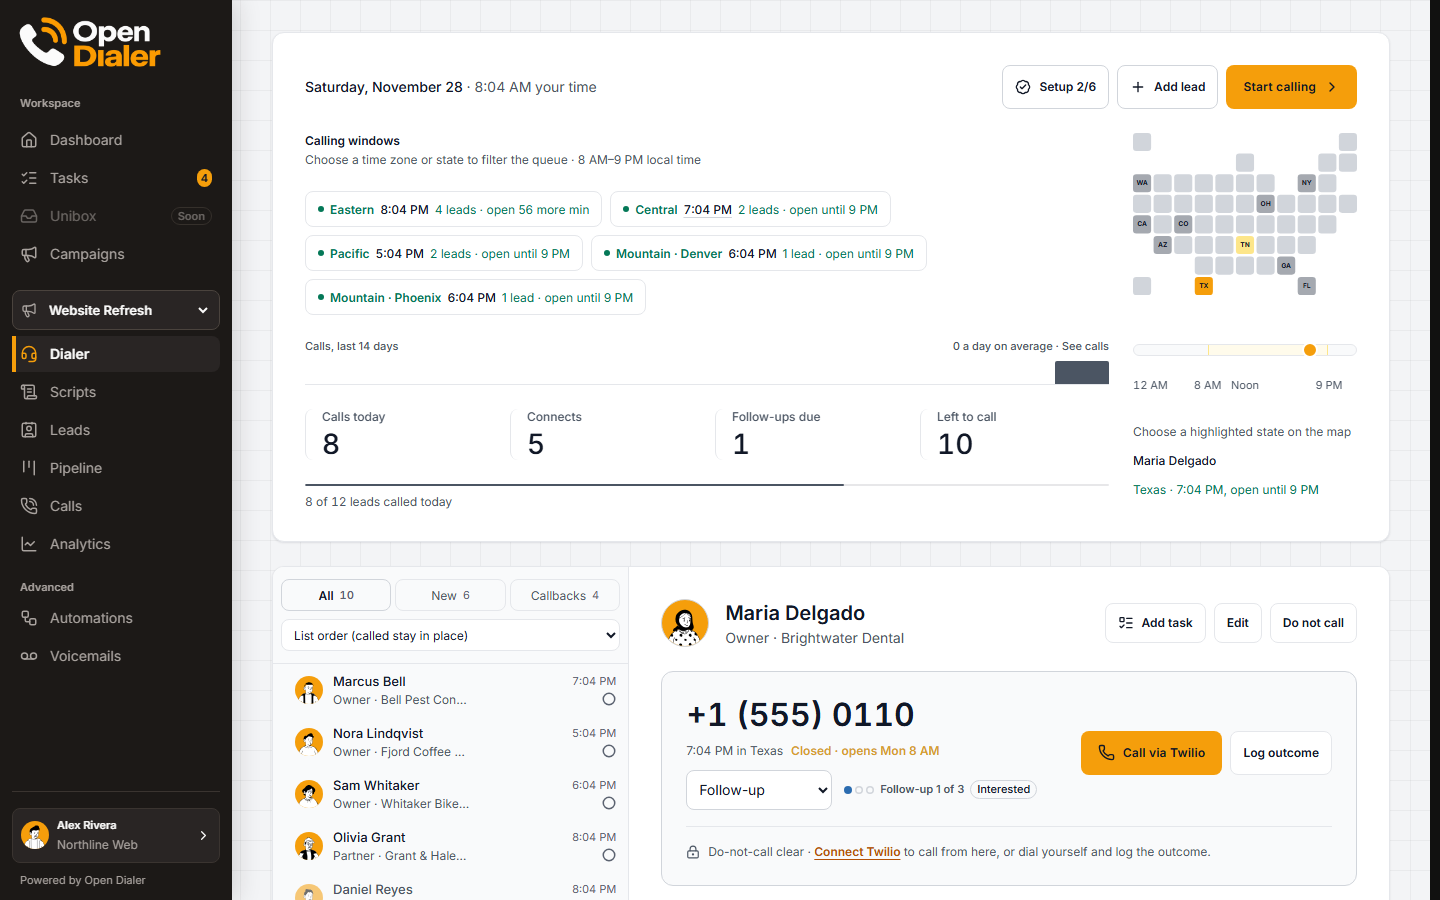 Open
Dialer
Workspace
Dashboard
Tasks
4
Unibox
Soon
Campaigns
Website Refresh
Dialer
Scripts
Leads
Pipeline
Calls
Analytics
Advanced
Automations
Voicemails
Alex Rivera
Northline Web
Powered by Open Dialer
Saturday, November 28 · 8:04 AM your time
Setup 2/6
Add lead
Start calling
Calling windows
Choose a time zone or state to filter the queue · 8 AM–9 PM local time
Eastern 8:04 PM 4 leads · open 56 more min
Central 7:04 PM 2 leads · open until 9 PM
Pacific 5:04 PM 2 leads · open until 9 PM
Mountain · Denver 6:04 PM 1 lead · open until 9 PM
Mountain · Phoenix 6:04 PM 1 lead · open until 9 PM
WA
NY
OH
CA
CO
AZ
TN
GA
TX
FL
Calls, last 14 days
0 a day on average · See calls
12 AM
8 AM
Noon
9 PM
Calls today
8
Connects
5
Follow-ups due
1
Left to call
10
8 of 12 leads called today
Choose a highlighted state on the map
Maria Delgado
Texas · 7:04 PM, open until 9 PM
All 10
New 6
Callbacks 4
List order (called stay in place)
Marcus Bell
7:04 PM
Owner · Bell Pest Con...
Nora Lindqvist
5:04 PM
Owner · Fjord Coffee ...
Sam Whitaker
6:04 PM
Owner · Whitaker Bike...
Olivia Grant
8:04 PM
Partner · Grant & Hale...
Daniel Reyes
8:04 PM
Maria Delgado
Owner · Brightwater Dental
Add task
Edit
Do not call
+1 (555) 0110
7:04 PM in Texas Closed · opens Mon 8 AM
Call via Twilio
Log outcome
Follow-up
Follow-up 1 of 3
Interested
Do-not-call clear · Connect Twilio to call from here, or dial yourself and log the outcome.